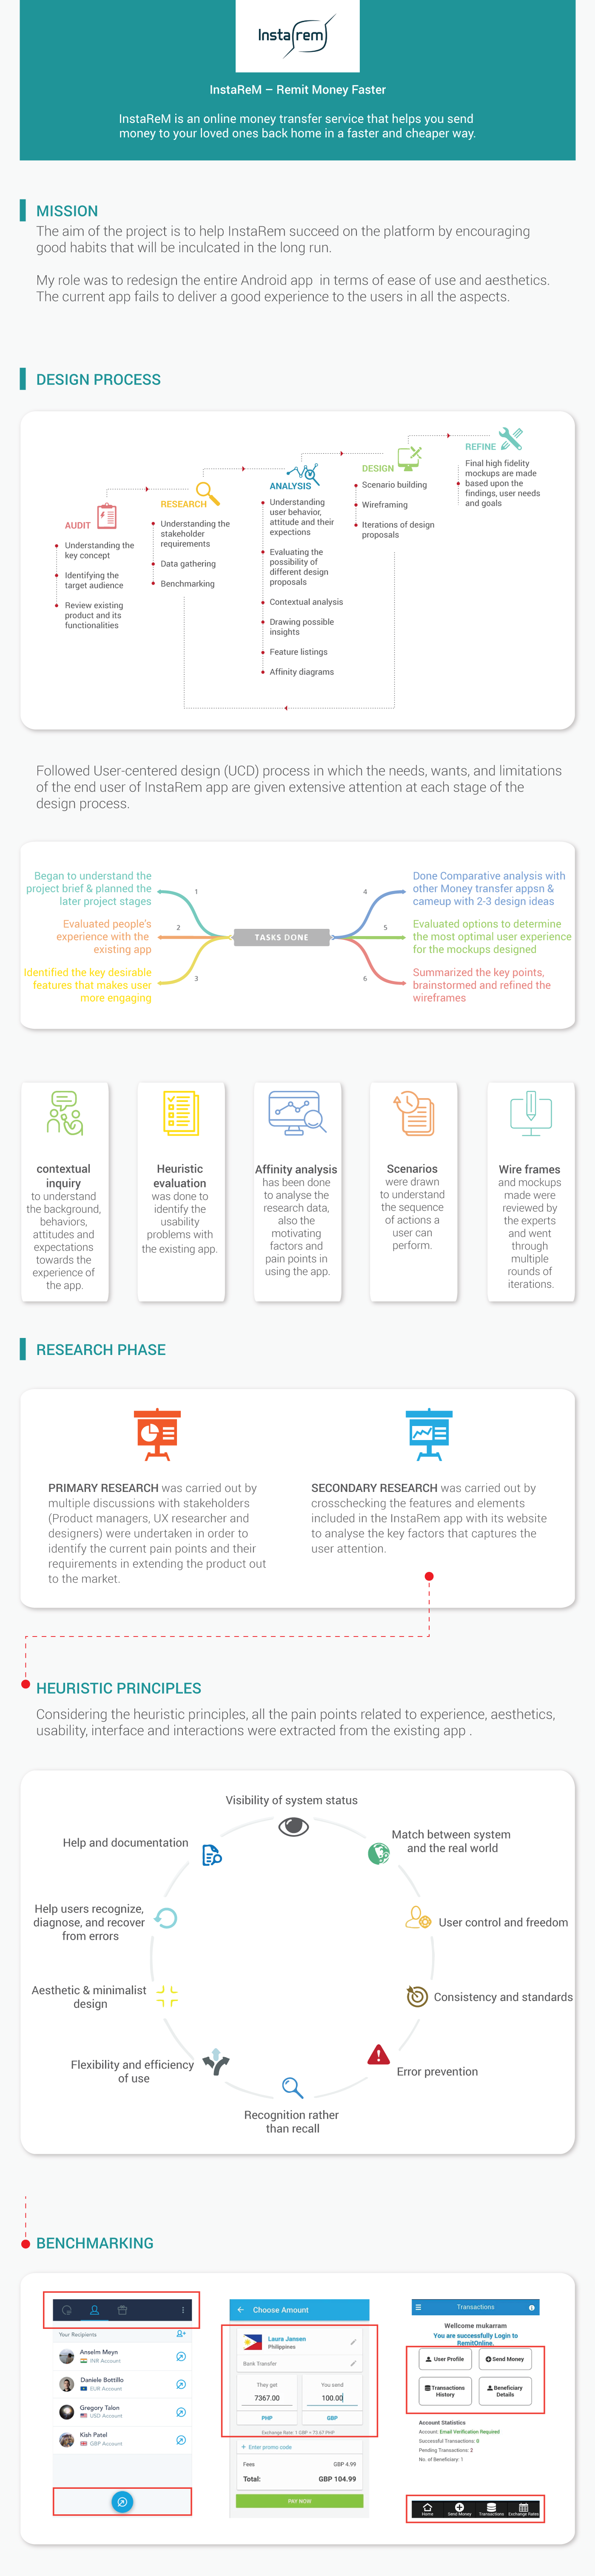 Instarem
InstaReM – Remit Money Faster
InstaReM is an online money transfer service that helps you send
money to your loved ones back home in a faster and cheaper way.
MISSION
The aim of the project is to help InstaRem succeed on the platform by encouraging
good habits that will be inculcated in the long run.
My role was to redesign the entire Android app in terms of ease of use and aesthetics.
The current app fails to deliver a good experience to the users in all the aspects.
DESIGN PROCESS
AUDIT
Understanding the
key concept
Identifying the
target audience
Review existing
product and its
functionalities
RESEARCH
Understanding the
stakeholder
requirements
Data gathering
Benchmarking
ANALYSIS
Understanding
user behavior,
attitude and their
expections
Evaluating the
possibility of
different design
proposals
Contextual analysis
Drawing possible
insights
Feature listings
Affinity diagrams
DESIGN
Scenario building
Wireframing
Iterations of design
proposals
REFINE
Final high fidelity
mockups are made
based upon the
findings, user needs
and goals
Followed User-centered design (UCD) process in which the needs, wants, and limitations
of the end user of InstaRem app are given extensive attention at each stage of the
design process.
Began to understand the
project brief & planned the
later project stages
1
Evaluated people's
experience with the
existing app
2
Identified the key desirable
features that makes user
more engaging
3
TASKS DONE
4
Done Comparative analysis with
other Money transfer appsn &
cameup with 2-3 design ideas
5
Evaluated options to determine
the most optimal user experience
for the mockups designed
6
Summarized the key points,
brainstormed and refined the
wireframes
contextual
inquiry
to understand
the background,
behaviors,
attitudes and
expectations
towards the
experience of
the app.
Heuristic
evaluation
was done to
identify the
usability
problems with
the existing app.
Affinity analysis
has been done
to analyse the
research data,
also the
motivating
factors and
pain points in
using the app.
Scenarios
were drawn
to understand
the sequence
of actions a
user can
perform.
Wire frames
and mockups
made were
reviewed by
the experts
and went
through
multiple
rounds of
iterations.
RESEARCH PHASE
PRIMARY RESEARCH was carried out by
multiple discussions with stakeholders
(Product managers, UX researcher and
designers) were undertaken in order to
identify the current pain points and their
requirements in extending the product out
to the market.
SECONDARY RESEARCH was carried out by
crosschecking the features and elements
included in the InstaRem app with its website
to analyse the key factors that captures the
user attention.
HEURISTIC PRINCIPLES
Considering the heuristic principles, all the pain points related to experience, aesthetics,
usability, interface and interactions were extracted from the existing app .
Visibility of system status
Match between system
and the real world
User control and freedom
Consistency and standards
Error prevention
Recognition rather
than recall
Flexibility and efficiency
of use
Aesthetic & minimalist
design
Help users recognize,
diagnose, and recover
from errors
Help and documentation
BENCHMARKING
Your Recipients
Anselm Meyn
INR Account
Daniele Bottillo
EUR Account
Gregory Talon
USD Account
Kish Patel
GBP Account
Choose Amount
Laura Jansen
Philippines
Bank Transfer
They get
You send
7367.00
100.00
PHP
GBP
Exchange Rate: 1 GBP = 73.67 PHP
+ Enter promo code
Fees
GBP 4.99
Total:
GBP 104.99
PAY NOW
Transactions
Wellcome mukarram
You are successfully Login to
RemitOnline.
User Profile
Send Money
Transactions
History
Beneficiary
Details
Account Statistics
Account: Email Verification Required
Successful Transactions: 0
Pending Transactions: 2
No. of Beneficiary: 1
Home
Send Money
Transactions
Exchange Rates